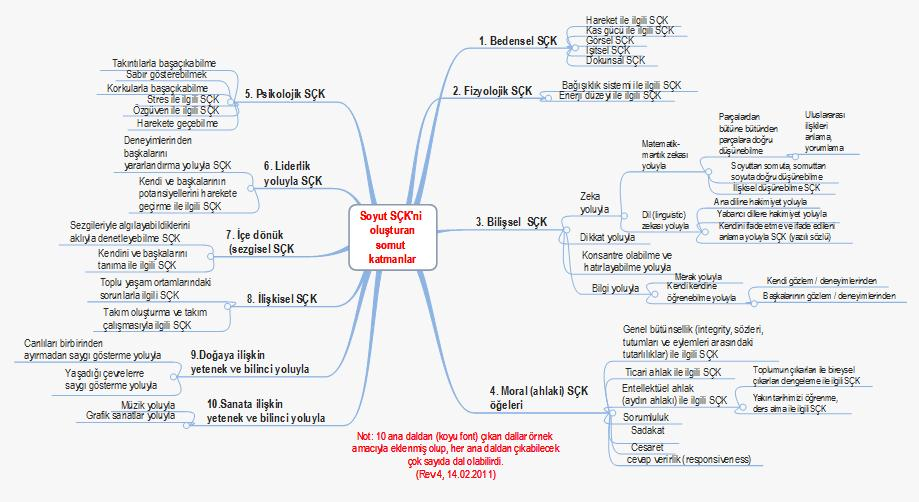 Soyut SÇK'ni
oluşturan
somut
katmanlar
1. Bedensel SÇK
Hareket ile ilgili SÇK
Kas gücü ile ilgili SÇK
Görsel SÇK
İşitsel SÇK
Dokunsal SÇK
2. Fizyolojik SÇK
Bağışıklık sistemi ile ilgili SÇK
Enerji düzeyi ile ilgili SÇK
3. Bilişsel SÇK
Zeka
yoluyla
Matematik-
mantık zekası
yoluyla
Parçalardan
bütüne bütünden
parçalara doğru
düşünebilme
Uluslararası
ilişkileri
anlama,
yorumlama
Soyuttan somuta, somuttan
soyuta doğru düşünebilme
İlişkisel düşünebilme SÇK
Dil (linguistic)
zekası yoluyla
Ana diline hakimiyet yoluyla
Yabancı dillere hakimiyet yoluyla
Kendini ifade etme ve ifade edileni
anlama yoluyla SÇK (yazılı sözlü)
Dikkat yoluyla
Konsantre olabilme ve
hatırlayabilme yoluyla
Bilgi yoluyla
Merak yoluyla
Kendi kendine
öğrenebilme yoluyla
Kendi gözlem / deneyimlerinden
Başkalarının gözlem / deneyimlerinden
4. Moral (ahlaki) SÇK
öğeleri
Genel bütünsellik (integrity, sözleri,
tutumları ve eylemleri arasındaki
tutarlılıklar) ile ilgili SÇK
Ticari ahlak ile ilgili SÇK
Entellektüel ahlak
(aydın ahlakı) ile ilgili SÇK
Toplumun çıkarları ile bireysel
çıkarları dengeleme ile ilgili SÇK
Yakın tarihimizi öğrenme,
ders alma ile ilgili SÇK
Sorumluluk
Sadakat
Cesaret
cevap verirlik (responsiveness)
5. Psikolojik SÇK
Takıntılarla başaçıkabilme
Sabır gösterebilmek
Korkularla başaçıkabilme
Stres ile ilgili SÇK
Özgüven ile ilgili SÇK
Harekete geçebilme
6. Liderlik
yoluyla SÇK
Deneyimlerinden
başkalarını
yararlandırma yoluyla SÇK
Kendi ve başkalarının
potansiyellerini harekete
geçirme ile ilgili SÇK
7. İçe dönük
(sezgisel SÇK
Sezgileriyle algılayabildiklerini
aklıyla denetleyebilme SÇK
Kendini ve başkalarını
tanıma ile ilgili SÇK
8. İlişkisel SÇK
Toplu yaşam ortamlarındaki
sorunlarla ilgili SÇK
Takım oluşturma ve takım
çalışmasıyla ilgili SÇK
9.Doğaya ilişkin
yetenek ve bilinci yoluyla
Canlıları birbirinden
ayırmadan saygı gösterme yoluyla
Yaşadığı çevrelerre
saygı gösterme yoluyla
10.Sanata ilişkin
yetenek ve bilinci yoluyla
Müzik yoluyla
Grafik sanatlar yoluyla
Not: 10 ana daldan (koyu font) çıkan dallar örnek
amacıyla eklenmiş olup, her ana daldan çıkabilecek
çok sayıda dal olabilirdi.
(Rev4, 14.02.2011)